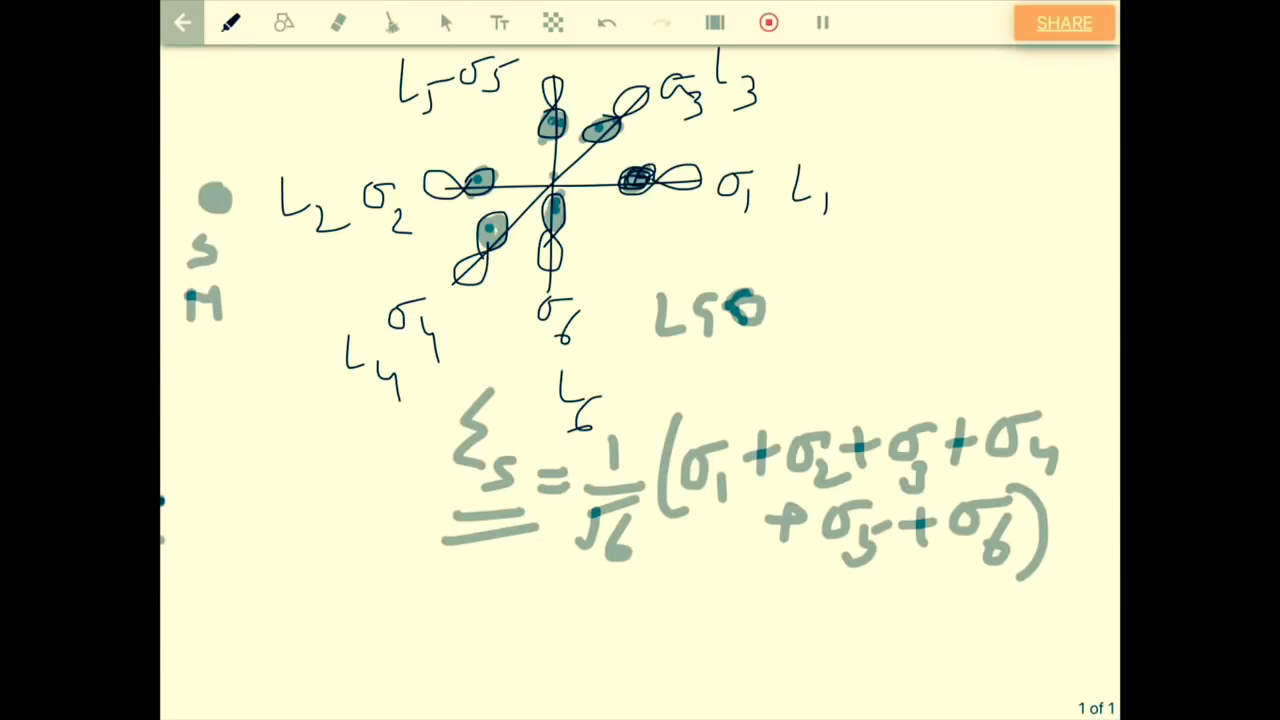 SHARE
L5 σ5 σ3 L3
L2 σ2 σ1 L1
S
M
σ4 σ6
L4
L6
Σs = 1/√6 (σ1 + σ2 + σ3 + σ4
+ σ5 + σ6)
1 of 1